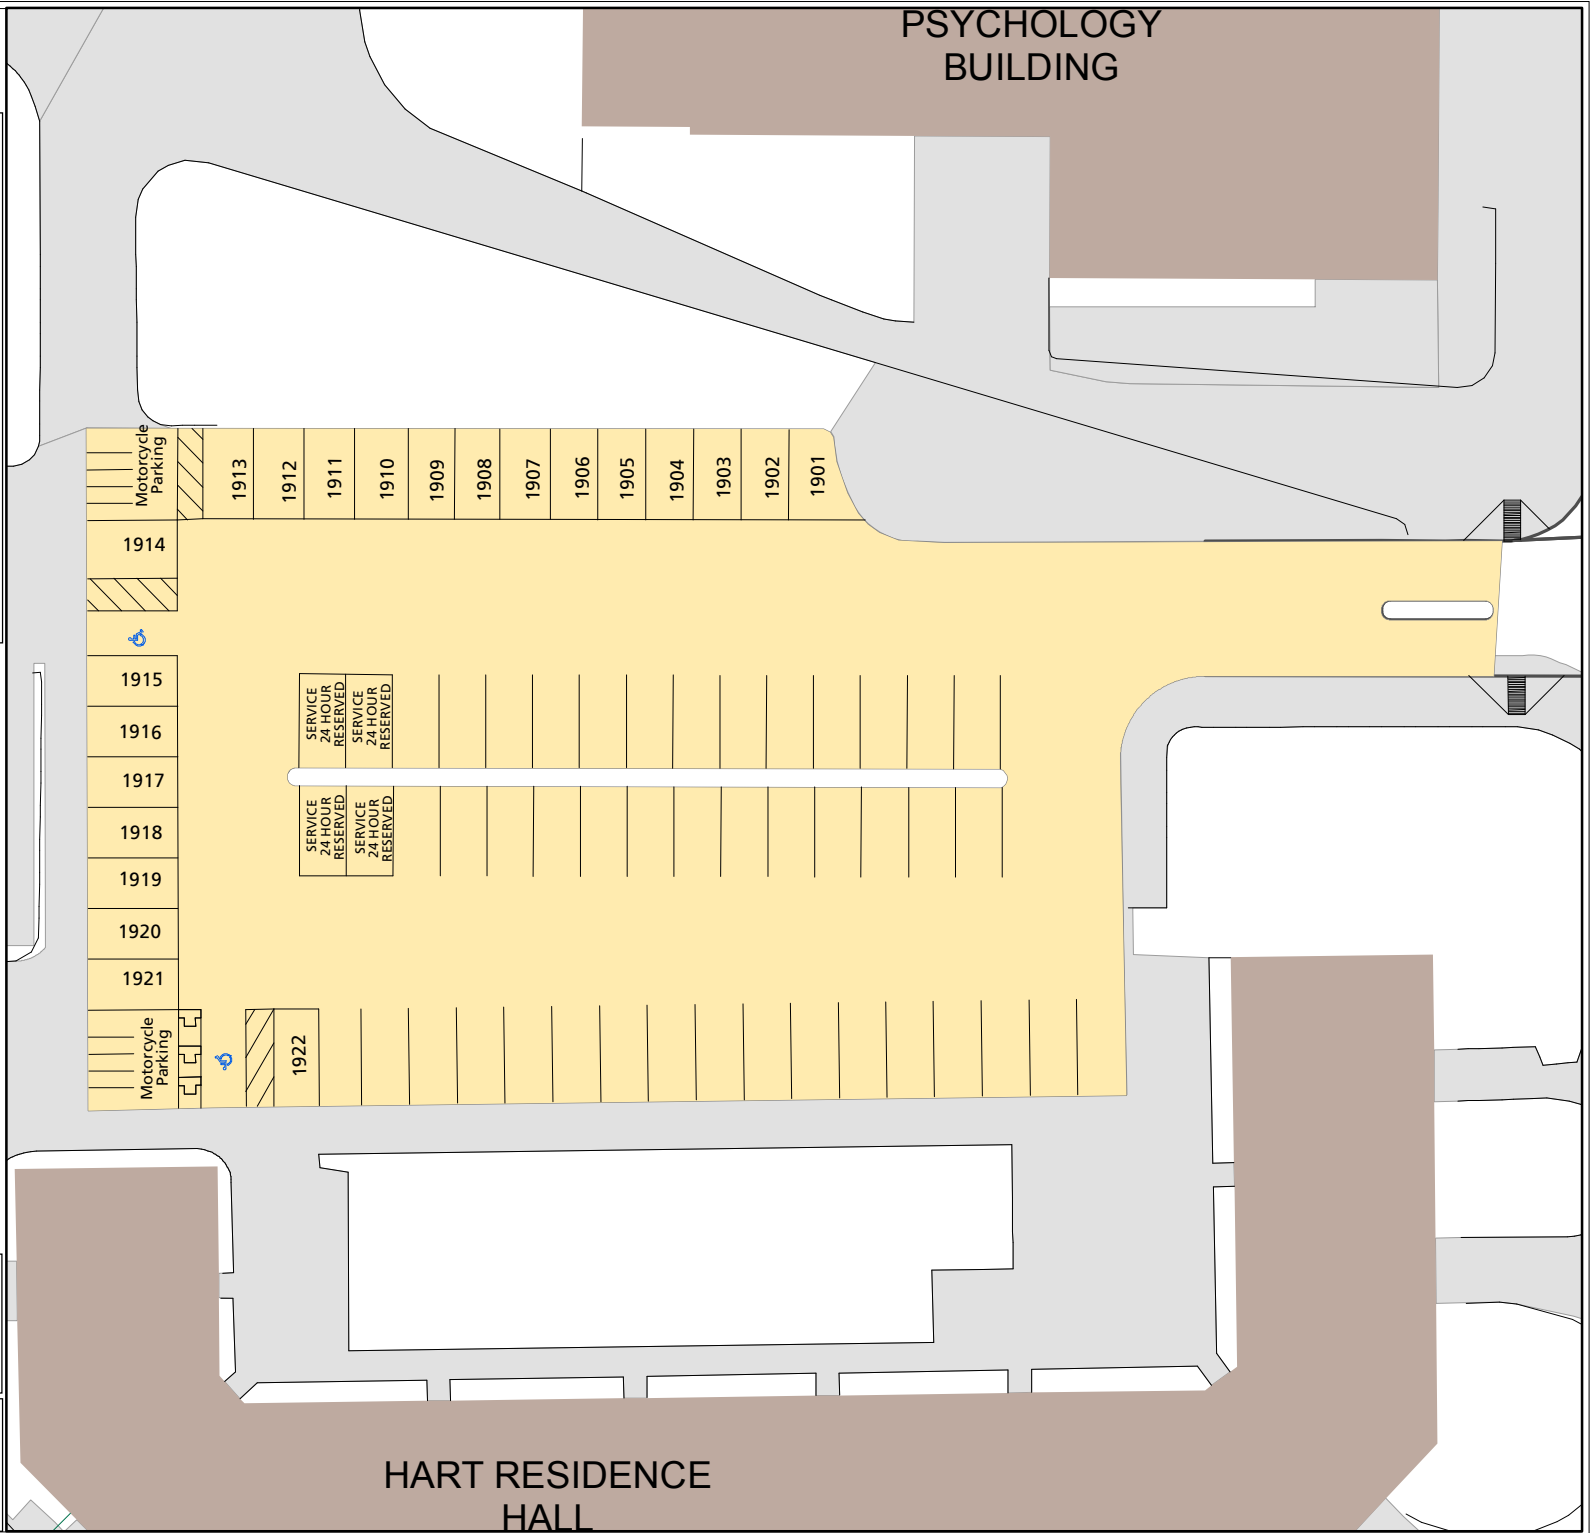 PSYCHOLOGY
BUILDING
Motorcycle
Parking
1913
1912
1911
1910
1909
1908
1907
1906
1905
1904
1903
1902
1901
1914
1915
1916
1917
1918
1919
1920
1921
SERVICE
24 HOUR
RESERVED
SERVICE
24 HOUR
RESERVED
SERVICE
24 HOUR
RESERVED
SERVICE
24 HOUR
RESERVED
Motorcycle
Parking
1922
HART RESIDENCE
HALL